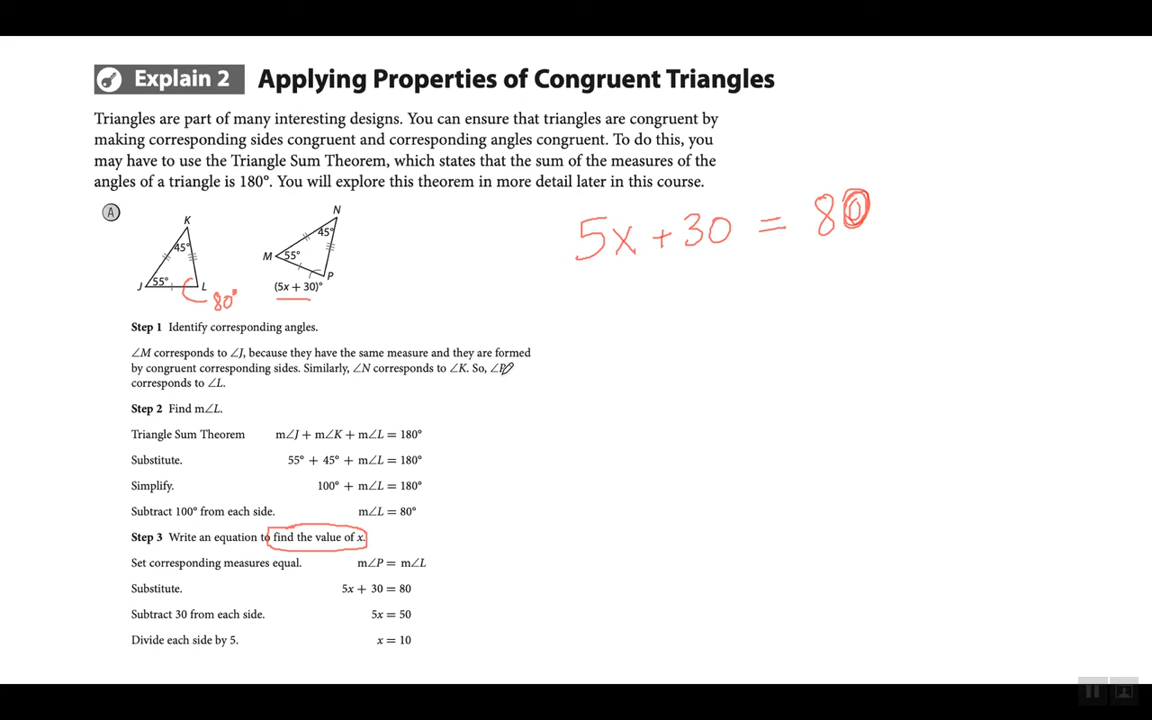 Explain 2 Applying Properties of Congruent Triangles
Triangles are part of many interesting designs. You can ensure that triangles are congruent by
making corresponding sides congruent and corresponding angles congruent. To do this, you
may have to use the Triangle Sum Theorem, which states that the sum of the measures of the
angles of a triangle is 180°. You will explore this theorem in more detail later in this course.
5x + 30 = 80
A
K
45°
55°
J
L
80°
N
45°
M
55°
P
(5x + 30)°
Step 1 Identify corresponding angles.
∠M corresponds to ∠J, because they have the same measure and they are formed
by congruent corresponding sides. Similarly, ∠N corresponds to ∠K. So, ∠P
corresponds to ∠L.
Step 2 Find m∠L.
Triangle Sum Theorem m∠J + m∠K + m∠L = 180°
Substitute. 55° + 45° + m∠L = 180°
Simplify. 100° + m∠L = 180°
Subtract 100° from each side. m∠L = 80°
Step 3 Write an equation to find the value of x.
Set corresponding measures equal. m∠P = m∠L
Substitute. 5x + 30 = 80
Subtract 30 from each side. 5x = 50
Divide each side by 5. x = 10